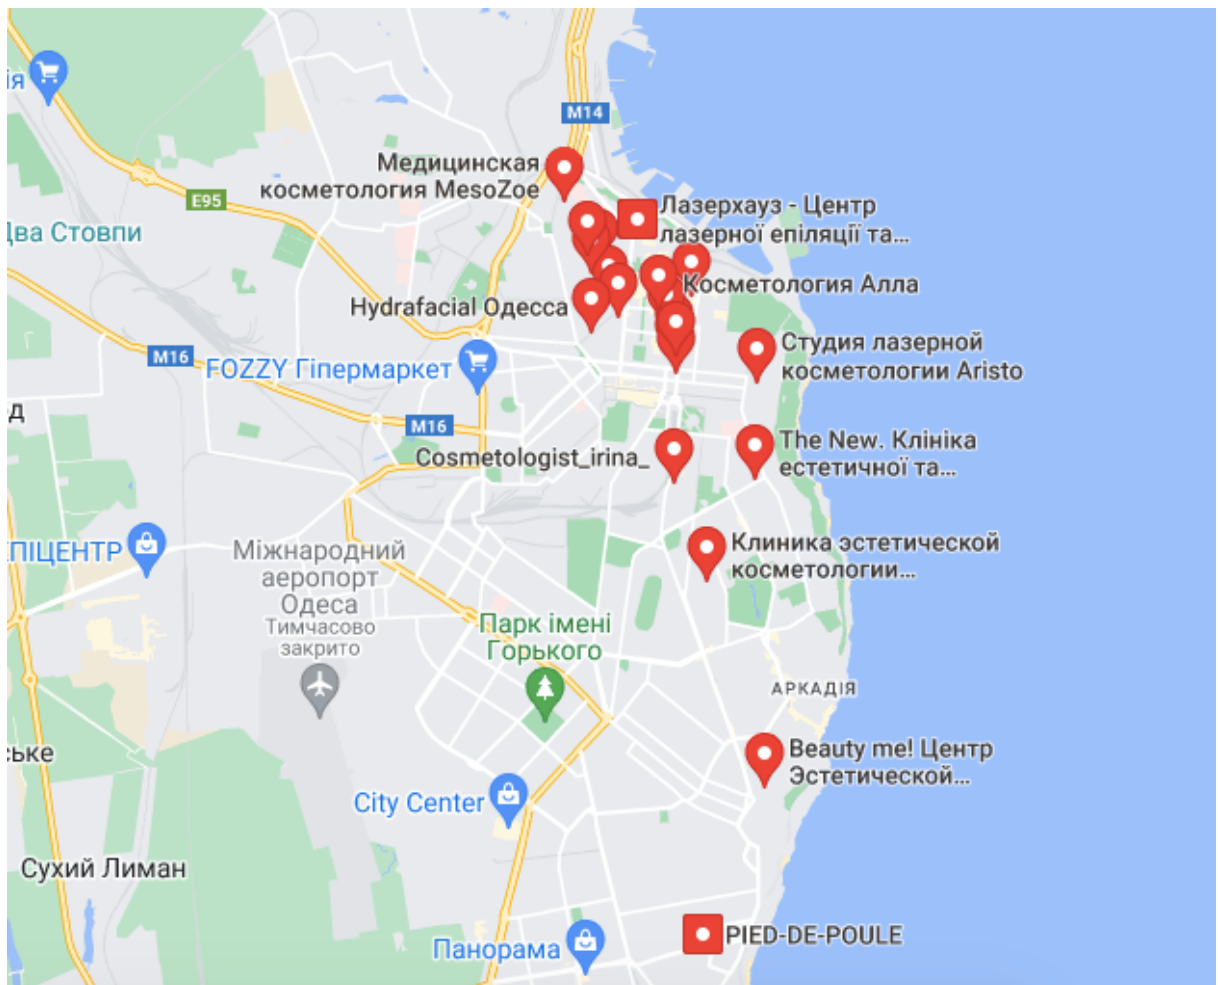 ія
M14
Медицинская
косметология MesoZoe
E95
Лазерхауз - Центр
лазерної епіляції та...
Два Стовпи
Косметология Алла
Hydrafacial Одесса
M16
FOZZY Гіпермаркет
Студия лазерной
косметологии Aristo
д
M16
The New. Клініка
естетичної та...
Cosmetologist_irina_
ЕПІЦЕНТР
Міжнародний
аеропорт
Одеса
Тимчасово
закрито
Клиника эстетической
косметологии...
Парк імені
Горького
АРКАДІЯ
ське
Beauty me! Центр
Эстетической...
City Center
Сухий Лиман
PIED-DE-POULE
Панорама